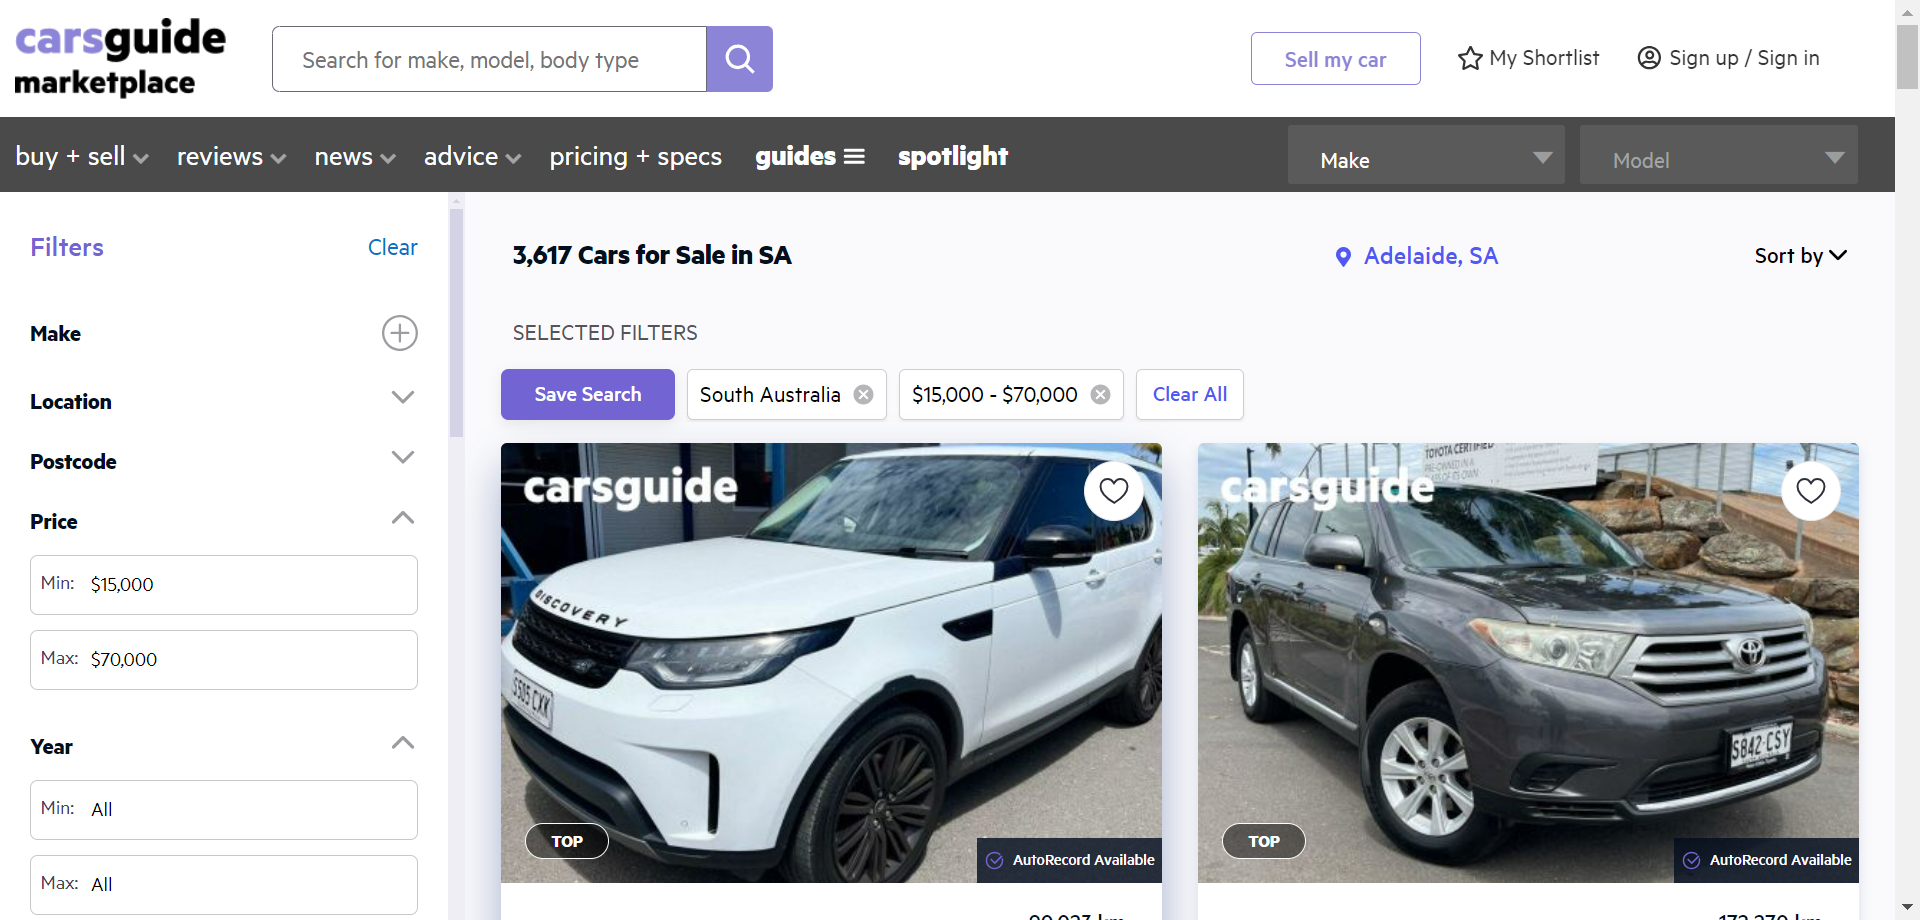 carsguide
marketplace
Search for make, model, body type
Sell my car
My Shortlist
Sign up / Sign in
buy + sell
reviews
news
advice
pricing + specs
guides
spotlight
Make
Model
Filters
Clear
Make
Location
Postcode
Price
Min: $15,000
Max: $70,000
Year
Min: All
Max: All
3,617 Cars for Sale in SA
Adelaide, SA
Sort by
SELECTED FILTERS
Save Search
South Australia
$15,000 - $70,000
Clear All
carsguide
DISCOVERY
S505 CXK
TOP
AutoRecord Available
carsguide
TOYOTA CERTIFIED
PRE-OWNED IN A
OF ITS OWN
S842 CSY
TOP
AutoRecord Available